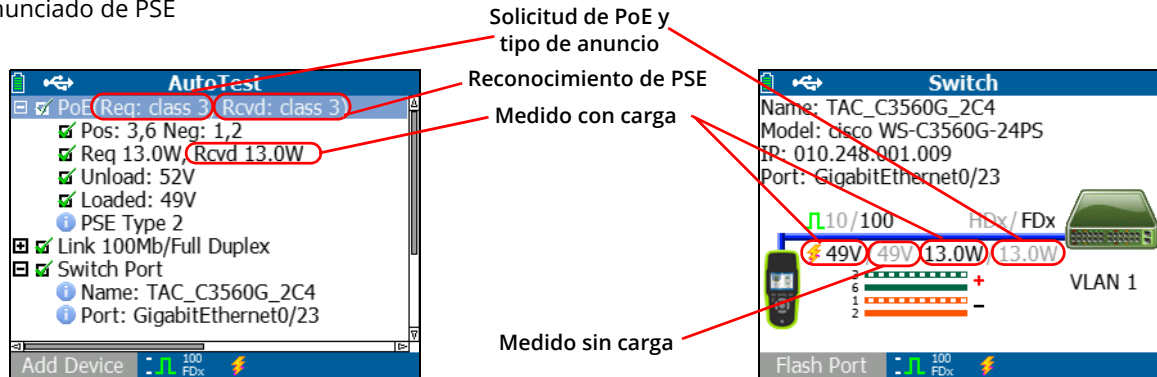 nunciado de PSE
Solicitud de PoE y
tipo de anuncio
Reconocimiento de PSE
Medido con carga
Medido sin carga
AutoTest
PoE (Req: class 3, Rcvd: class 3)
Pos: 3,6 Neg: 1,2
Req 13.0W, Rcvd 13.0W
Unload: 52V
Loaded: 49V
PSE Type 2
Link 100Mb/Full Duplex
Switch Port
Name: TAC_C3560G_2C4
Port: GigabitEthernet0/23
Add Device 100 FDx
Switch
Name: TAC_C3560G_2C4
Model: cisco WS-C3560G-24PS
IP: 010.248.001.009
Port: GigabitEthernet0/23
10/100 HDx/FDx
49V/49V 13.0W/13.0W
3
6 +
1
2 −
VLAN 1
Flash Port 100 FDx